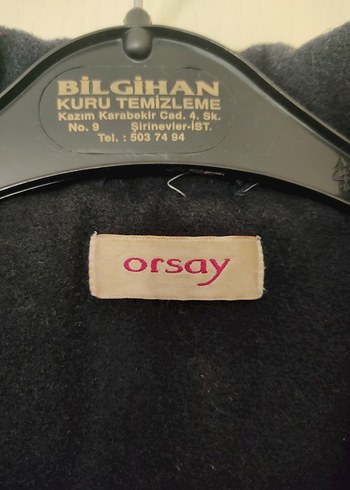 BİLGİHAN
KURU TEMİZLEME
Kazım Karabekir Cad. 4. Sk.
No. 9 Şirinevler-İST.
Tel. : 503 74 94
orsay